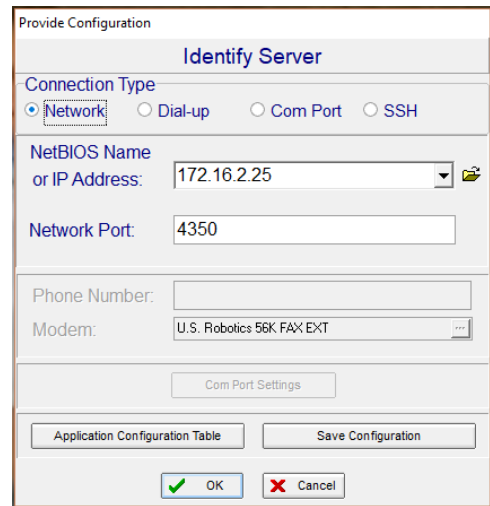 Provide Configuration
Identify Server
Connection Type
Network Dial-up Com Port SSH
NetBIOS Name
or IP Address: 172.16.2.25
Network Port: 4350
Phone Number:
Modem: U.S. Robotics 56K FAX EXT ...
Com Port Settings
Application Configuration Table Save Configuration
OK Cancel